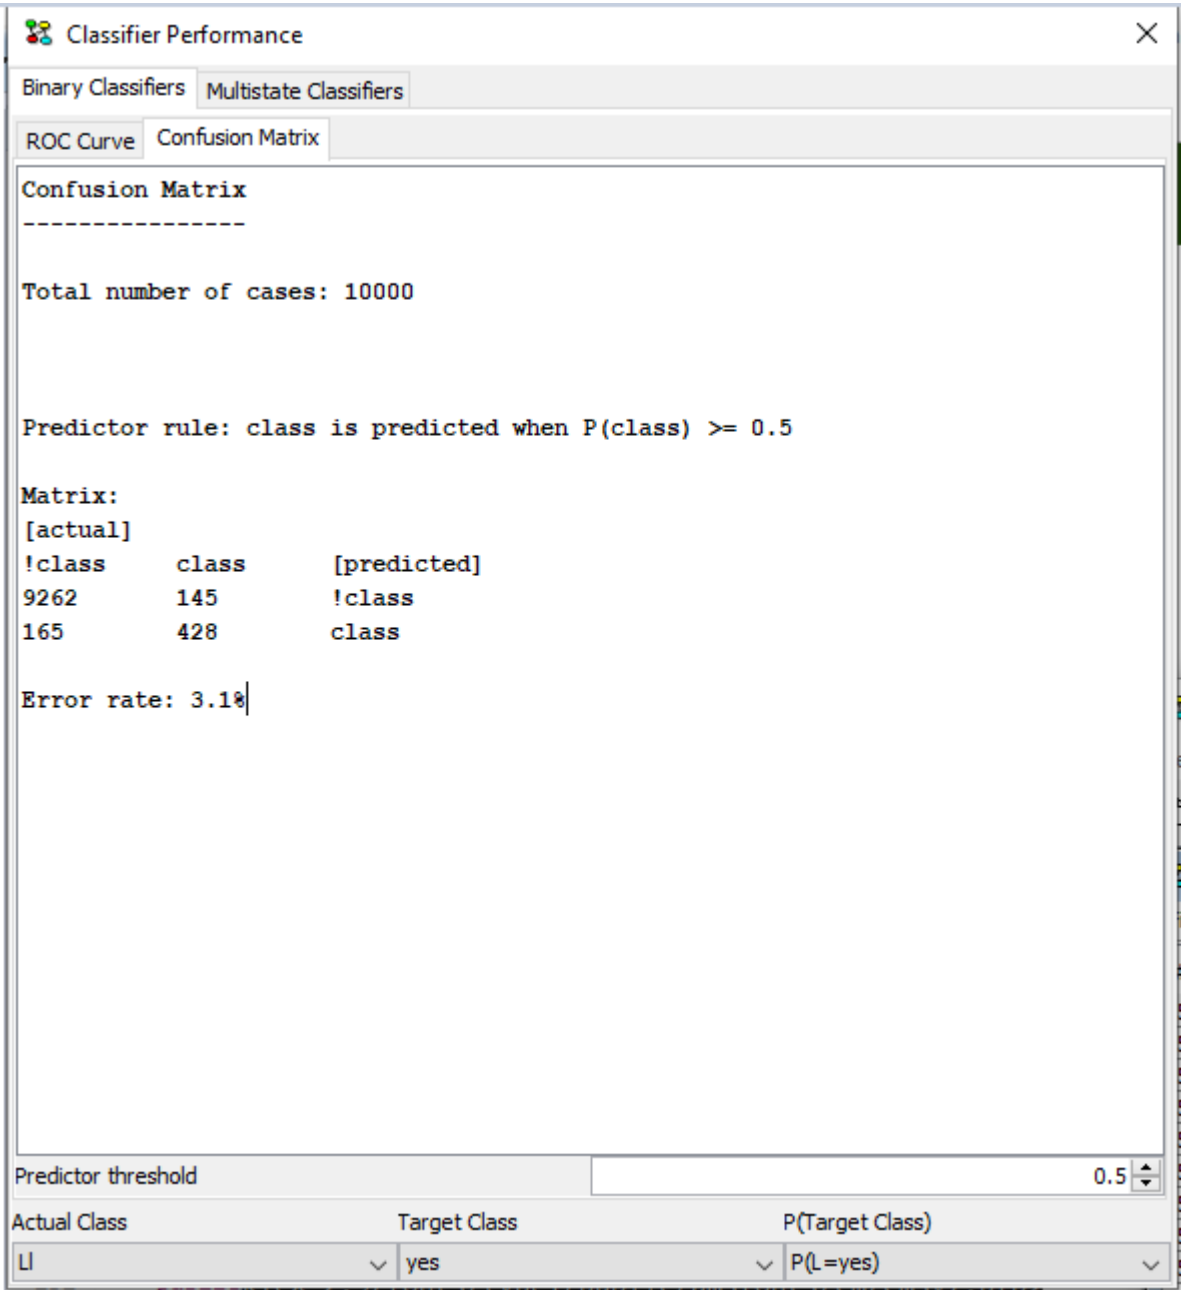 Classifier Performance
Binary Classifiers Multistate Classifiers
ROC Curve Confusion Matrix
Confusion Matrix
----------------
Total number of cases: 10000
Predictor rule: class is predicted when P(class) >= 0.5
Matrix:
[actual]
!class class [predicted]
9262 145 !class
165 428 class
Error rate: 3.1%
Predictor threshold 0.5
Actual Class Target Class P(Target Class)
Ll yes P(L=yes)